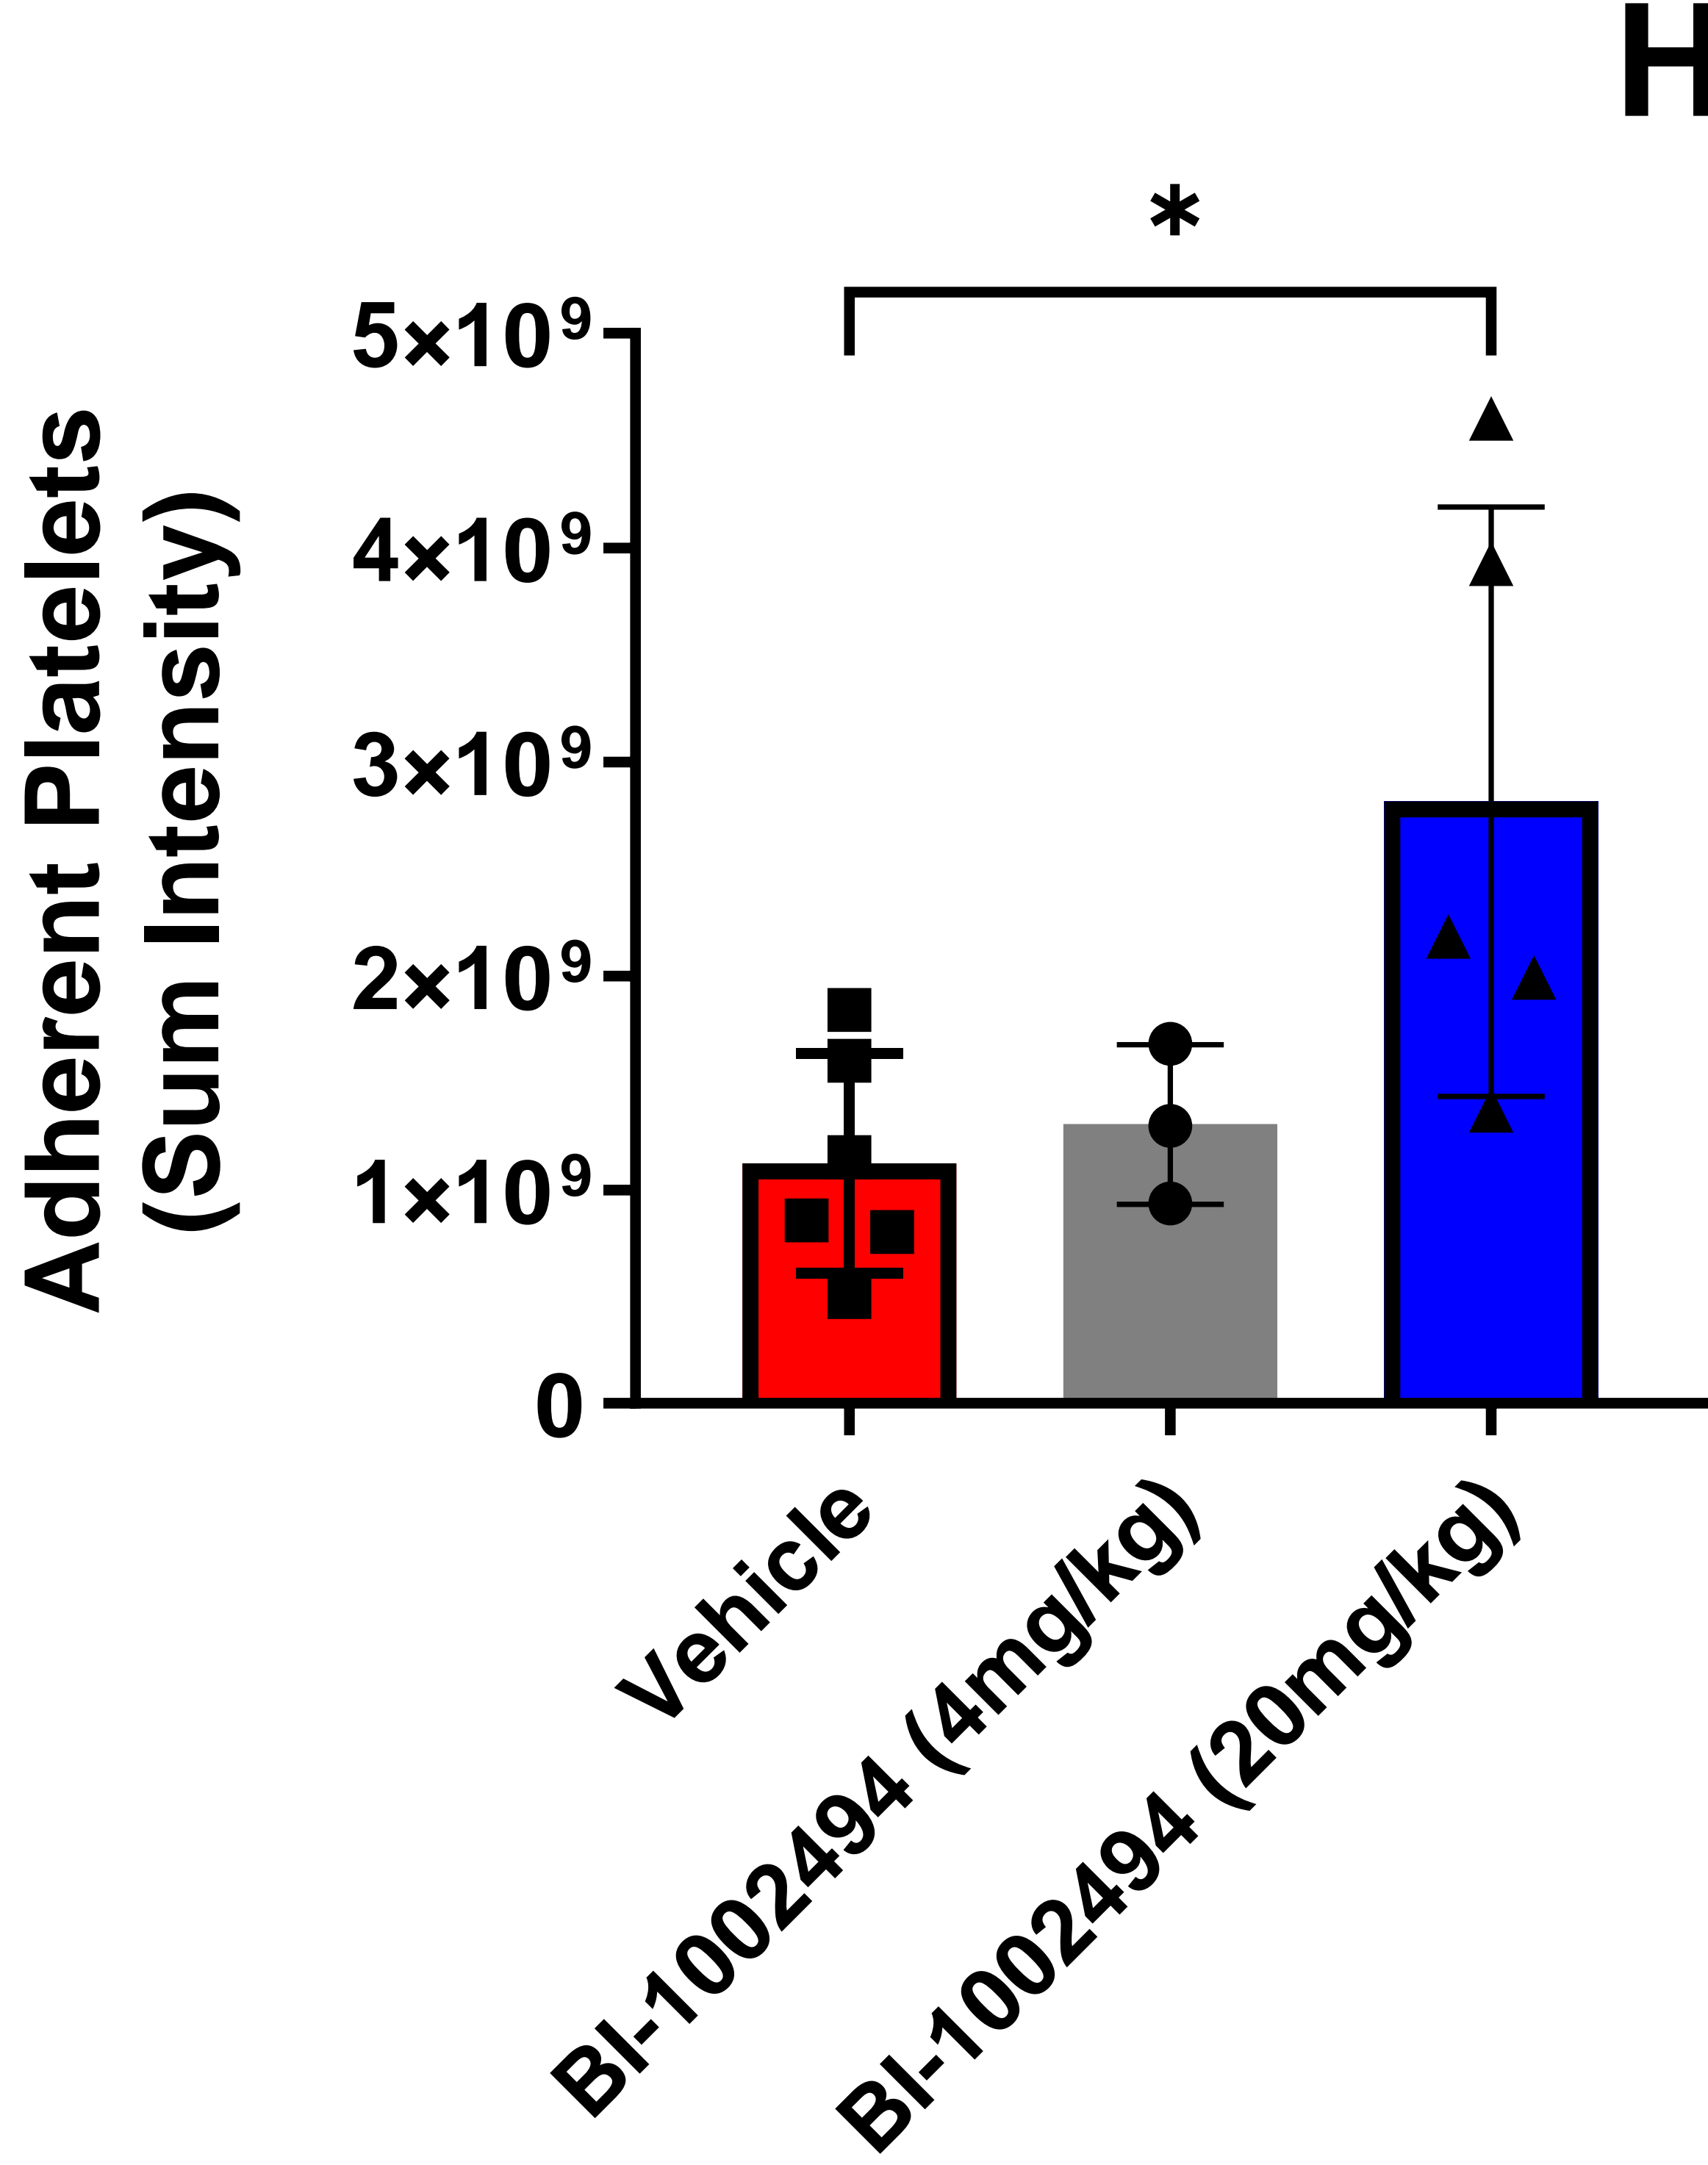 H
*
Adherent Platelets
(Sum Intensity)
5×10⁹
4×10⁹
3×10⁹
2×10⁹
1×10⁹
0
Vehicle
BI-1002494 (4mg/kg)
BI-1002494 (20mg/kg)